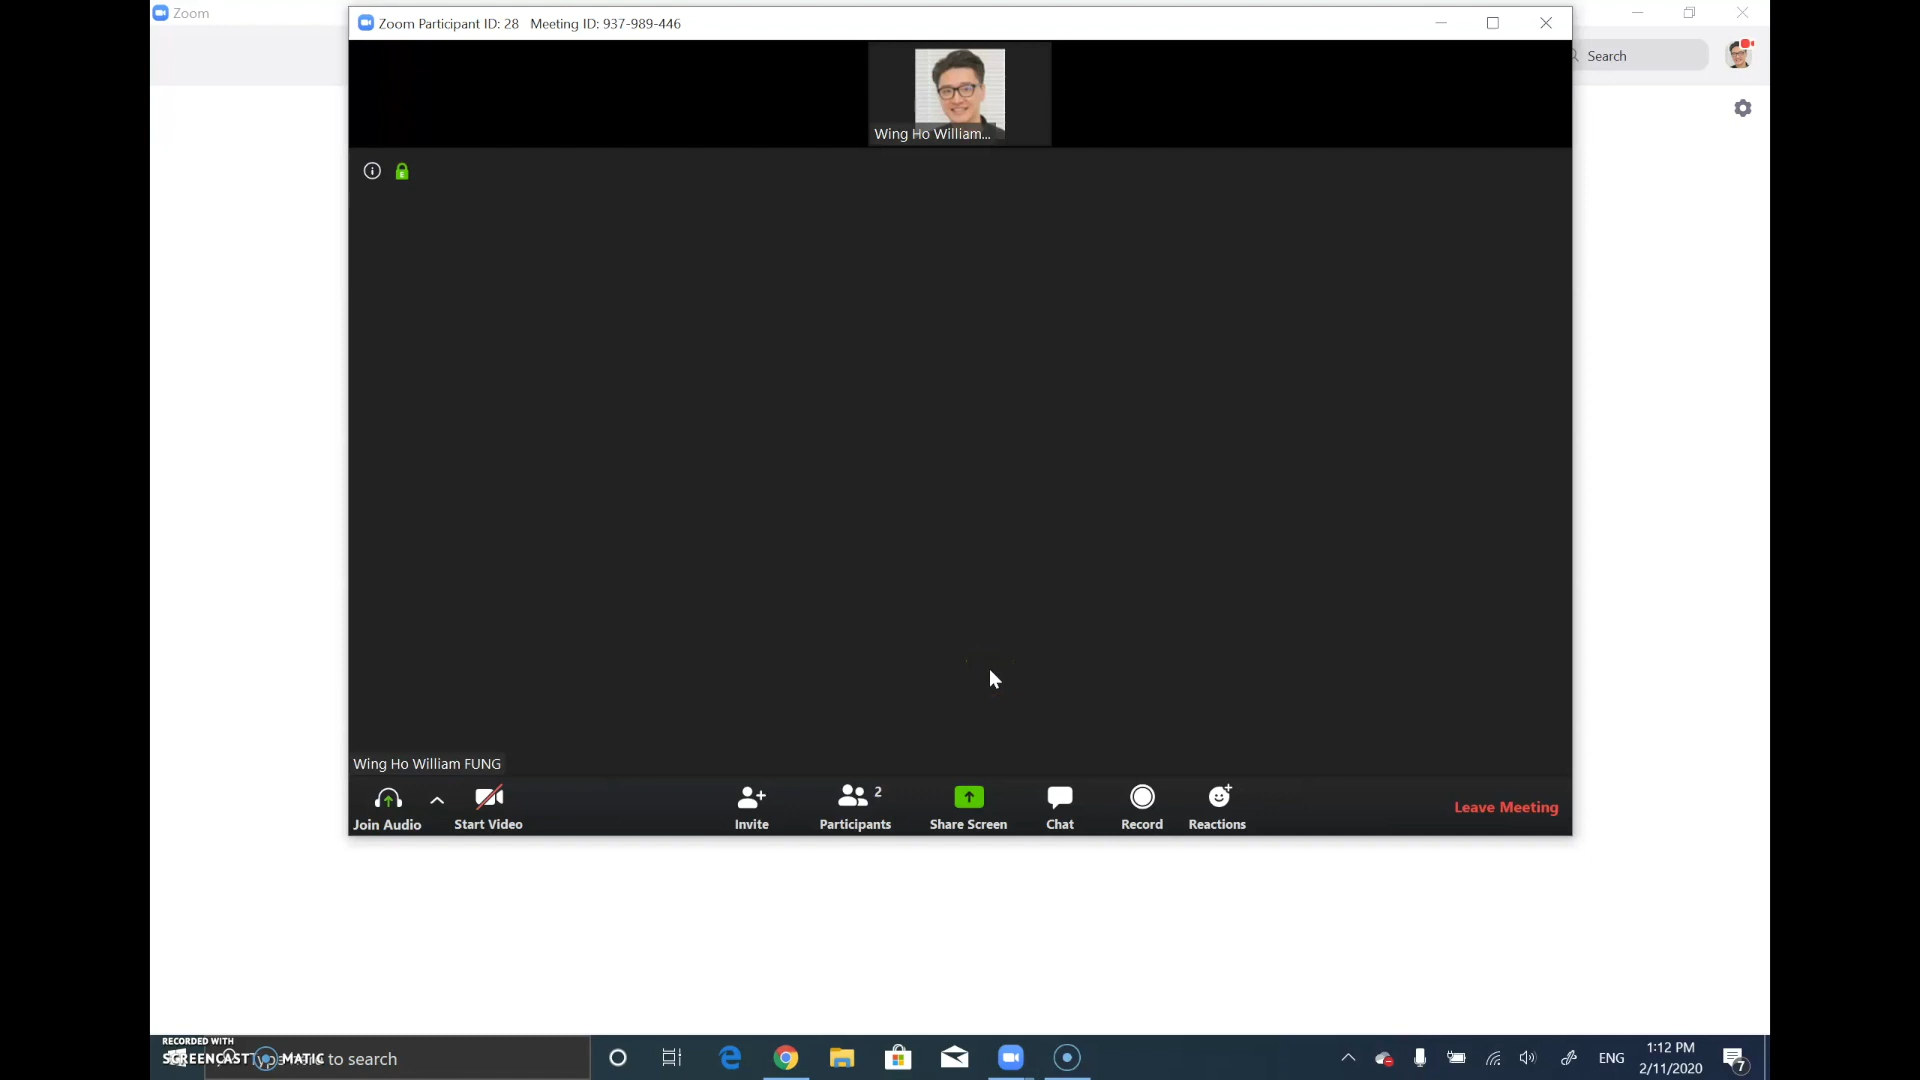 Zoom
Zoom Participant ID: 28 Meeting ID: 937-989-446
Search
Wing Ho William...
Wing Ho William FUNG
Join Audio
Start Video
Invite
Participants
2
Share Screen
Chat
Record
Reactions
Leave Meeting
RECORDED WITH
SCREENCAST MATIC
to search
ENG
1:12 PM
2/11/2020
7